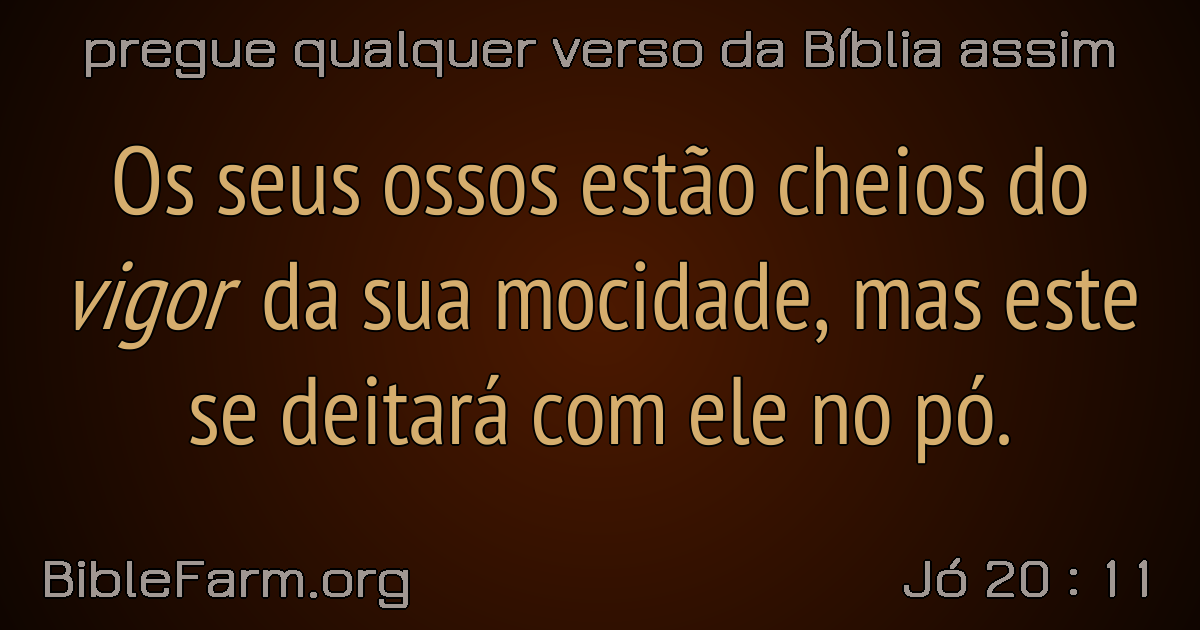 pregue qualquer verso da Bíblia assim
Os seus ossos estão cheios do
vigor da sua mocidade, mas este
se deitará com ele no pó.
BibleFarm.org
Jó 20 : 11